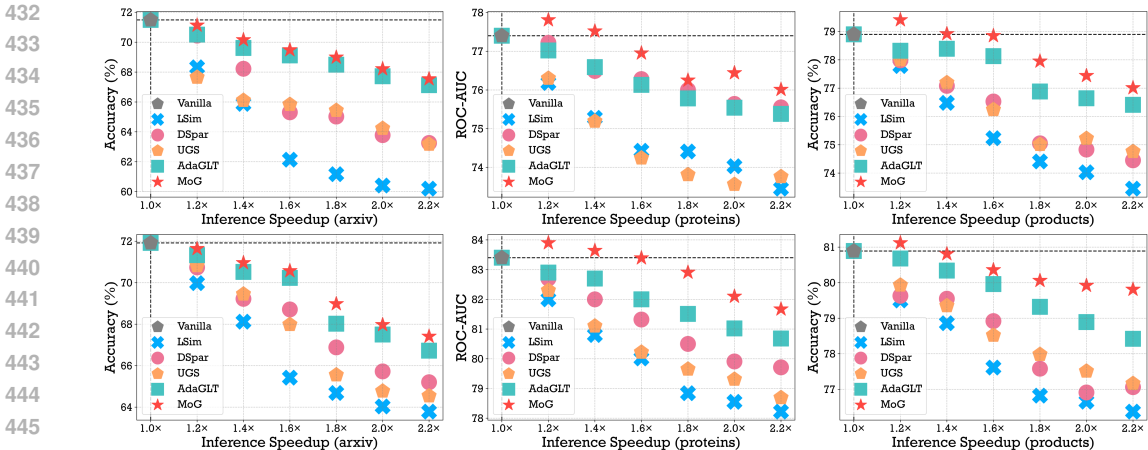 432
433
434
435
436
437
438
439
440
441
442
443
444
445
72
70
68
66
64
62
60
Accuracy (%)
Vanilla
LSim
DSpar
UGS
AdaGLT
MoG
1.0× 1.2× 1.4× 1.6× 1.8× 2.0× 2.2×
Inference Speedup (arxiv)
78
77
76
75
74
ROC-AUC
Vanilla
LSim
DSpar
UGS
AdaGLT
MoG
1.0× 1.2× 1.4× 1.6× 1.8× 2.0× 2.2×
Inference Speedup (proteins)
79
78
77
76
75
74
73
Accuracy (%)
Vanilla
LSim
DSpar
UGS
AdaGLT
MoG
1.0× 1.2× 1.4× 1.6× 1.8× 2.0× 2.2×
Inference Speedup (products)
72
70
68
66
64
Accuracy (%)
Vanilla
LSim
DSpar
UGS
AdaGLT
MoG
1.0× 1.2× 1.4× 1.6× 1.8× 2.0× 2.2×
Inference Speedup (arxiv)
84
83
82
81
80
79
78
ROC-AUC
Vanilla
LSim
DSpar
UGS
AdaGLT
MoG
1.0× 1.2× 1.4× 1.6× 1.8× 2.0× 2.2×
Inference Speedup (proteins)
81
80
79
78
77
Accuracy (%)
Vanilla
LSim
DSpar
UGS
AdaGLT
MoG
1.0× 1.2× 1.4× 1.6× 1.8× 2.0× 2.2×
Inference Speedup (products)